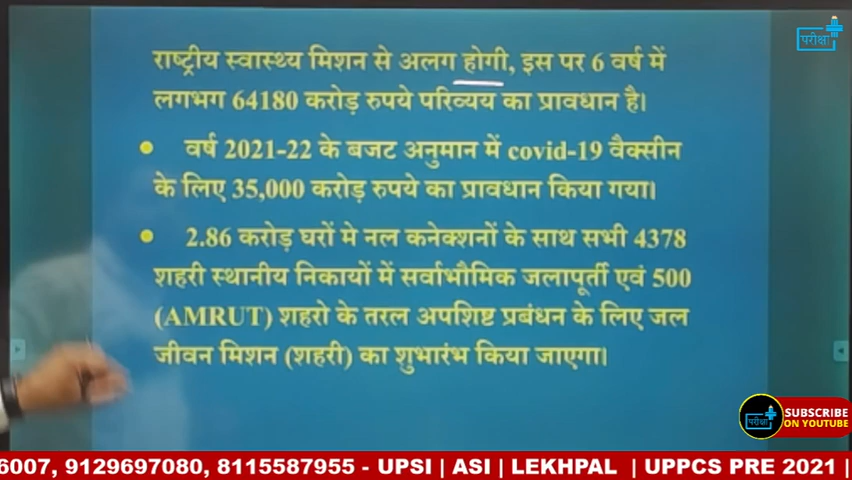 परीक्षा
राष्ट्रीय स्वास्थ्य मिशन से अलग होगी, इस पर 6 वर्ष में
लगभग 64180 करोड़ रुपये परिव्यय का प्रावधान है।
वर्ष 2021-22 के बजट अनुमान में covid-19 वैक्सीन
के लिए 35,000 करोड़ रुपये का प्रावधान किया गया।
2.86 करोड़ घरों मे नल कनेक्शनों के साथ सभी 4378
शहरी स्थानीय निकायों में सर्वाभौमिक जलापूर्ती एवं 500
(AMRUT) शहरो के तरल अपशिष्ट प्रबंधन के लिए जल
जीवन मिशन (शहरी) का शुभारंभ किया जाएगा।
परीक्षा
SUBSCRIBE
ON YOUTUBE
6007, 9129697080, 8115587955 - UPSI | ASI | LEKHPAL | UPPCS PRE 2021 |